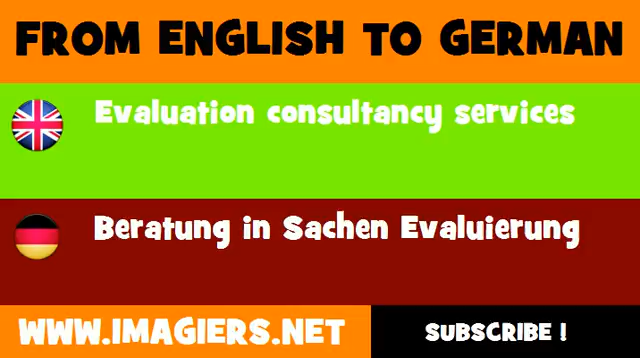 FROM ENGLISH TO GERMAN
Evaluation consultancy services
Beratung in Sachen Evaluierung
WWW.IMAGIERS.NET
SUBSCRIBE !